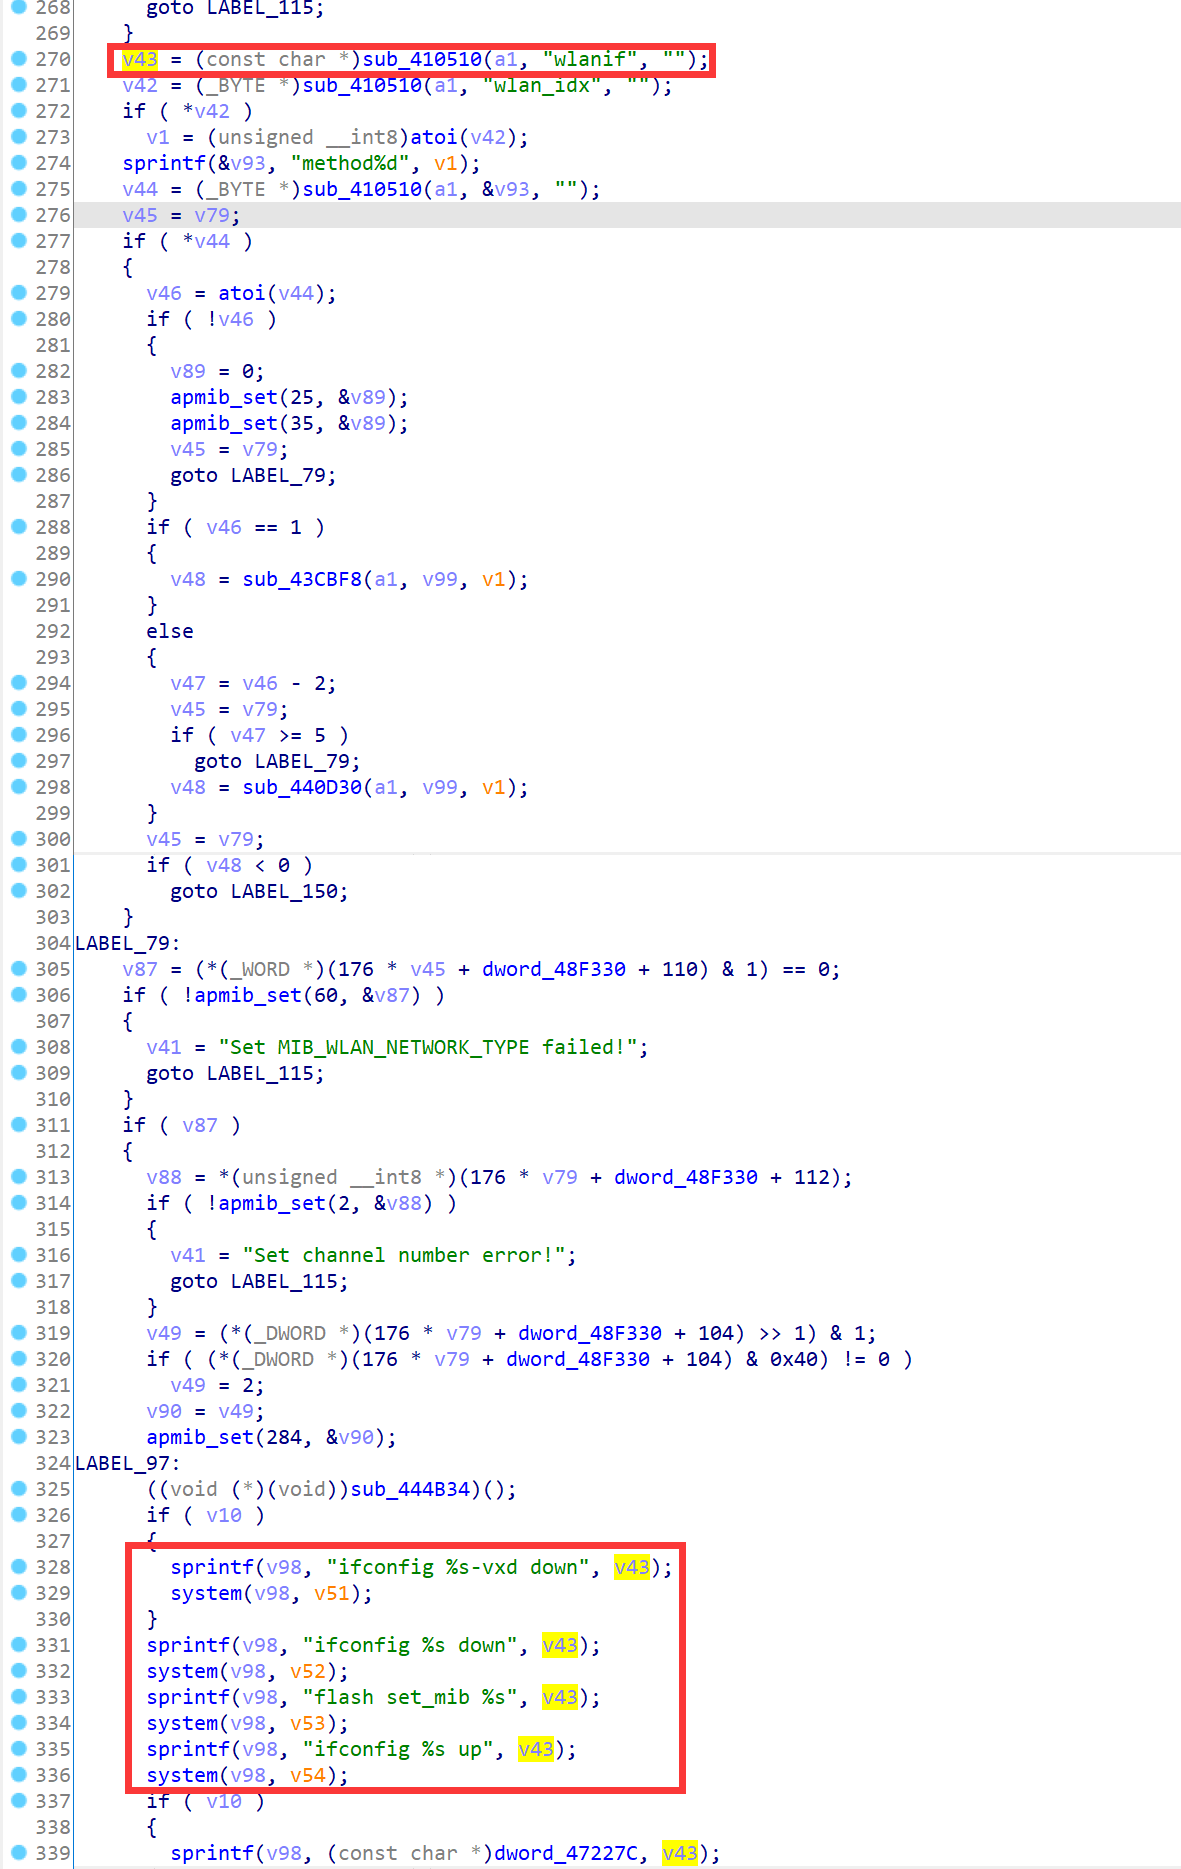 268 goto LABEL_115;
269 }
270 v43 = (const char *)sub_410510(a1, "wlanif", "");
271 v42 = (_BYTE *)sub_410510(a1, "wlan_idx", "");
272 if ( *v42 )
273 v1 = (unsigned __int8)atoi(v42);
274 sprintf(&v93, "method%d", v1);
275 v44 = (_BYTE *)sub_410510(a1, &v93, "");
276 v45 = v79;
277 if ( *v44 )
278 {
279 v46 = atoi(v44);
280 if ( !v46 )
281 {
282 v89 = 0;
283 apmib_set(25, &v89);
284 apmib_set(35, &v89);
285 v45 = v79;
286 goto LABEL_79;
287 }
288 if ( v46 == 1 )
289 {
290 v48 = sub_43CBF8(a1, v99, v1);
291 }
292 else
293 {
294 v47 = v46 - 2;
295 v45 = v79;
296 if ( v47 >= 5 )
297 goto LABEL_79;
298 v48 = sub_440D30(a1, v99, v1);
299 }
300 v45 = v79;
301 if ( v48 < 0 )
302 goto LABEL_150;
303 }
304 LABEL_79:
305 v87 = (*(_WORD *)(176 * v45 + dword_48F330 + 110) & 1) == 0;
306 if ( !apmib_set(60, &v87) )
307 {
308 v41 = "Set MIB_WLAN_NETWORK_TYPE failed!";
309 goto LABEL_115;
310 }
311 if ( v87 )
312 {
313 v88 = *(unsigned __int8 *)(176 * v79 + dword_48F330 + 112);
314 if ( !apmib_set(2, &v88) )
315 {
316 v41 = "Set channel number error!";
317 goto LABEL_115;
318 }
319 v49 = (*(_DWORD *)(176 * v79 + dword_48F330 + 104) >> 1) & 1;
320 if ( (*(_DWORD *)(176 * v79 + dword_48F330 + 104) & 0x40) != 0 )
321 v49 = 2;
322 v90 = v49;
323 apmib_set(284, &v90);
324 LABEL_97:
325 ((void (*)(void))sub_444B34)();
326 if ( v10 )
327 {
328 sprintf(v98, "ifconfig %s-vxd down", v43);
329 system(v98, v51);
330 }
331 sprintf(v98, "ifconfig %s down", v43);
332 system(v98, v52);
333 sprintf(v98, "flash set_mib %s", v43);
334 system(v98, v53);
335 sprintf(v98, "ifconfig %s up", v43);
336 system(v98, v54);
337 if ( v10 )
338 {
339 sprintf(v98, (const char *)dword_47227C, v43);